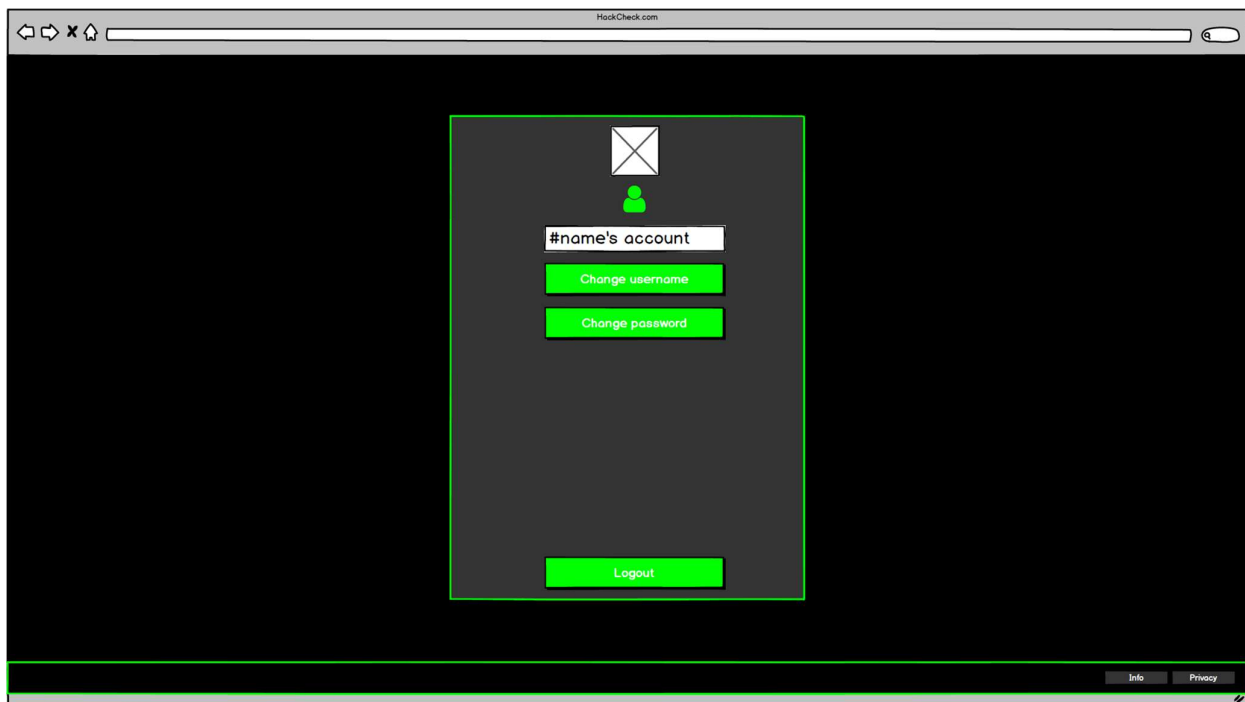 HackCheck.com
#name's account
Change username
Change password
Logout
Info Privacy